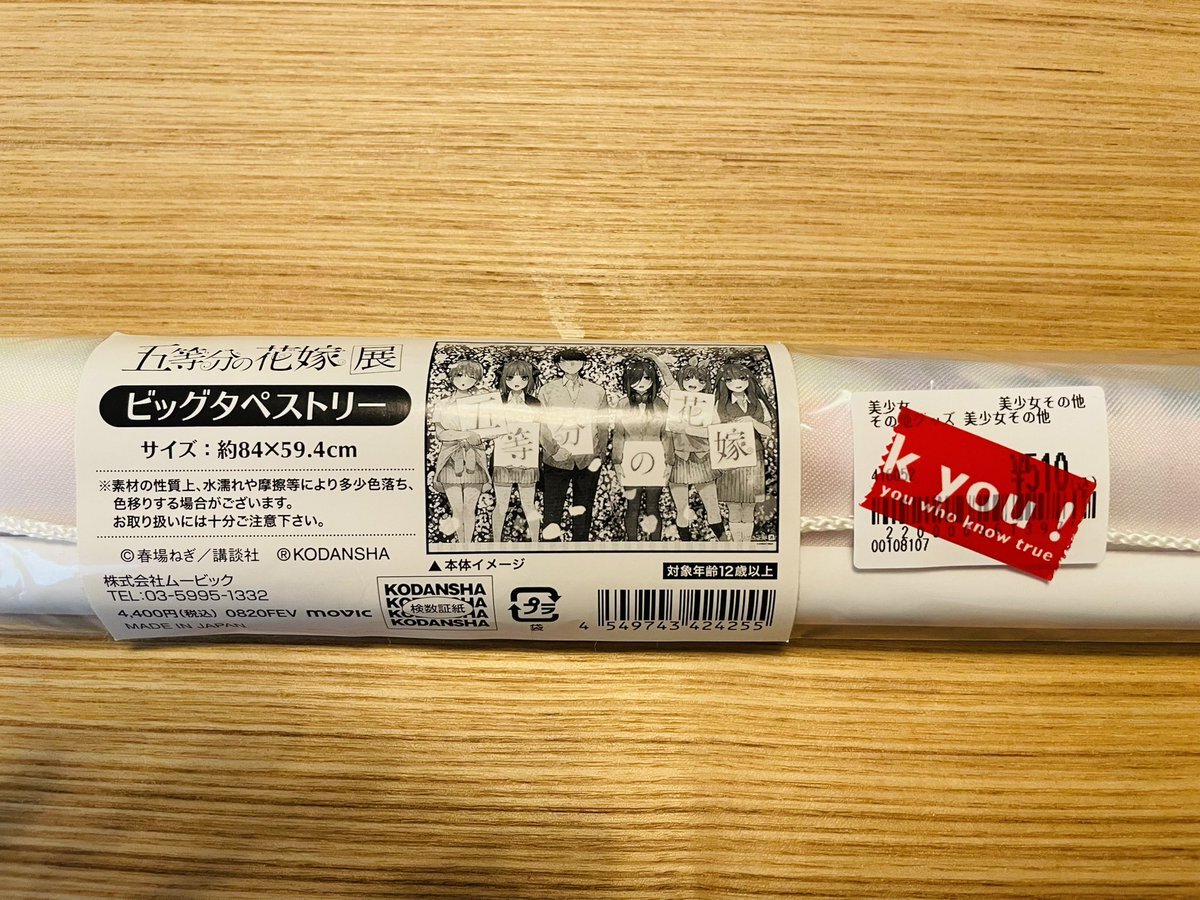 五等分の花嫁 展
ビッグタペストリー
サイズ：約84×59.4cm
※素材の性質上、水濡れや摩擦等により多少色落ち、
色移りする場合がございます。
お取り扱いには十分ご注意下さい。
©春場ねぎ／講談社 ®KODANSHA
株式会社ムービック
TEL:03-5995-1332
4,400円(税込) 0820FEV movic
MADE IN JAPAN
五等分の花嫁
▲本体イメージ
対象年齢12歳以上
KODANSHA
検数証紙
KODANSHA
プラ
袋
4 549743 424255
美少女 美少女その他
その他 ズ 美少女その他
¥510
k you !
you who know true
00108107